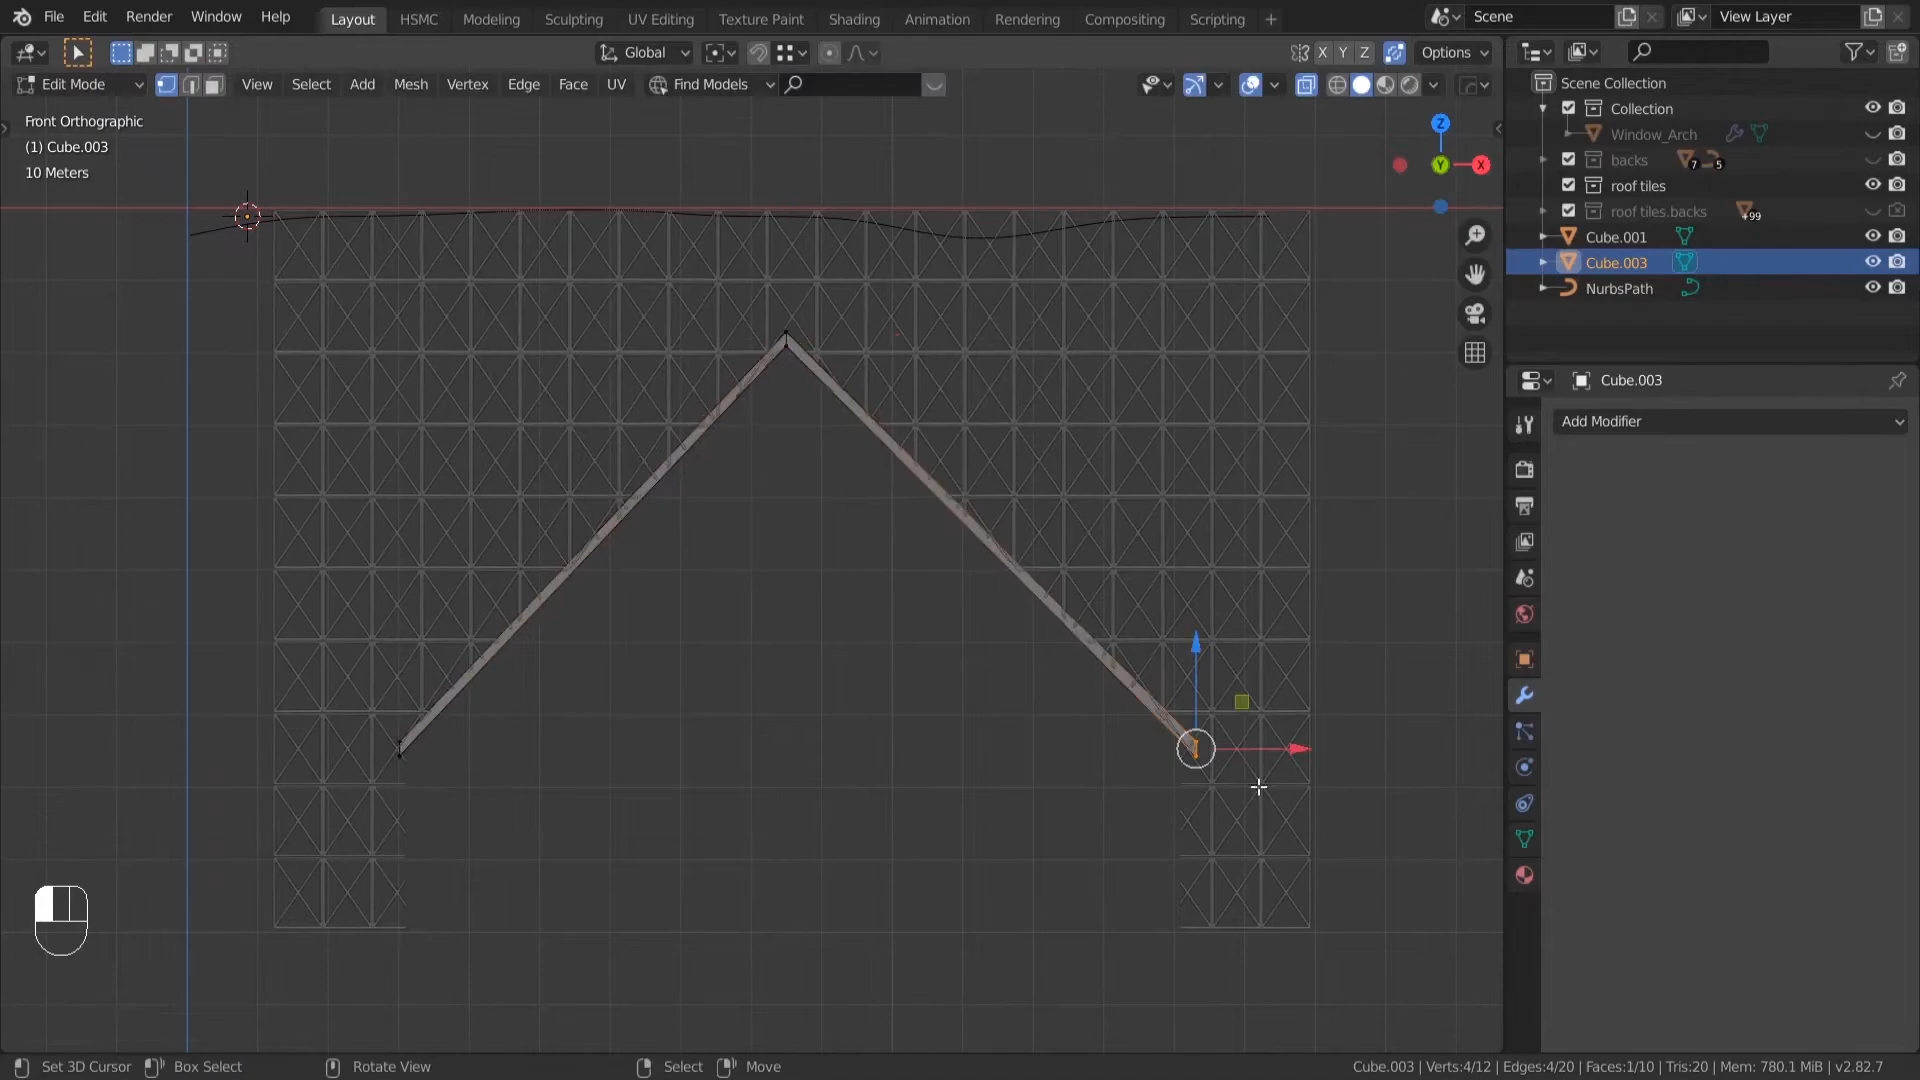 File Edit Render Window Help Layout HSMC Modeling Sculpting UV Editing Texture Paint Shading Animation Rendering Compositing Scripting + Scene View Layer
Global X Y Z Options
Edit Mode View Select Add Mesh Vertex Edge Face UV Find Models
Front Orthographic
(1) Cube.003
10 Meters
Z
Y
X
Scene Collection
Collection
Window_Arch
backs 7 5
roof tiles
roof tiles.backs +99
Cube.001
Cube.003
NurbsPath
Cube.003
Add Modifier
Set 3D Cursor Box Select Rotate View Select Move Cube.003 | Verts:4/12 | Edges:4/20 | Faces:1/10 | Tris:20 | Mem: 780.1 MiB | v2.82.7